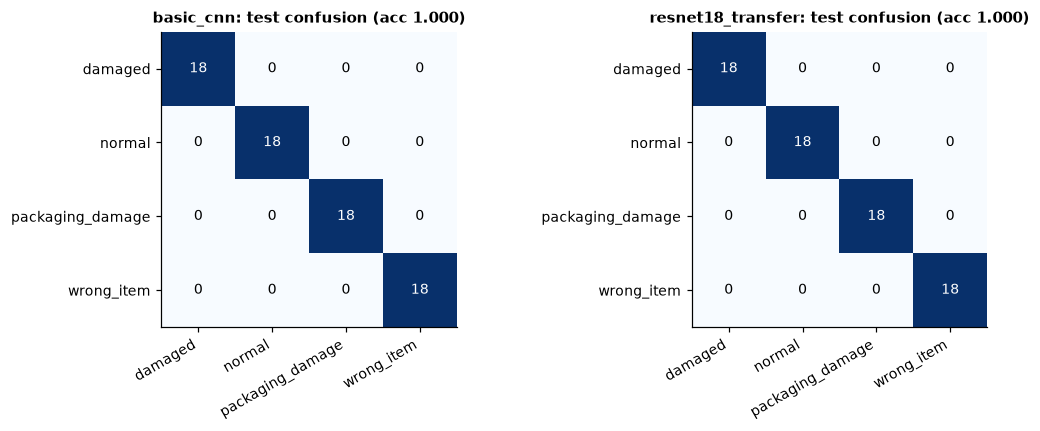 basic_cnn: test confusion (acc 1.000)
damaged 18 0 0 0
normal 0 18 0 0
packaging_damage 0 0 18 0
wrong_item 0 0 0 18
damaged normal packaging_damage wrong_item
resnet18_transfer: test confusion (acc 1.000)
damaged 18 0 0 0
normal 0 18 0 0
packaging_damage 0 0 18 0
wrong_item 0 0 0 18
damaged normal packaging_damage wrong_item